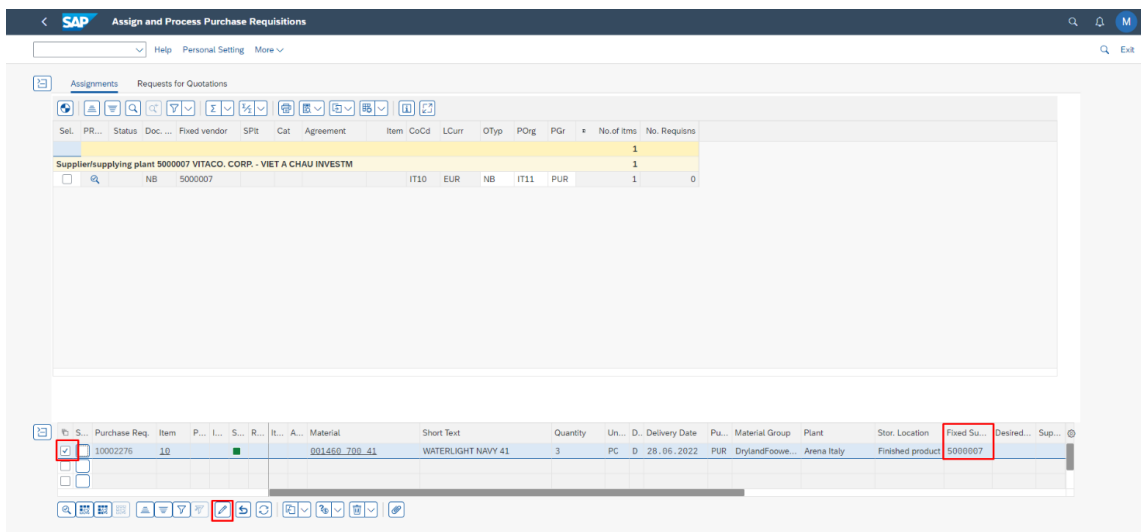 SAP Assign and Process Purchase Requisitions M
Help Personal Setting More Exit
Assignments Requests for Quotations
Sel. PR... Status Doc. ... Fixed vendor SPlt Cat Agreement Item CoCd LCurr OTyp POrg PGr No.of itms No. Requisns
1
Supplier/supplying plant 5000007 VITACO. CORP. - VIET A CHAU INVESTM 1
NB 5000007 IT10 EUR NB IT11 PUR 1 0
S... Purchase Req. Item P... I... S... R... It... A... Material Short Text Quantity Un... D.. Delivery Date Pu... Material Group Plant Stor. Location Fixed Su... Desired... Sup...
10002276 10 001460 700 41 WATERLIGHT NAVY 41 3 PC D 28.06.2022 PUR DrylandFoowe... Arena Italy Finished product 5000007